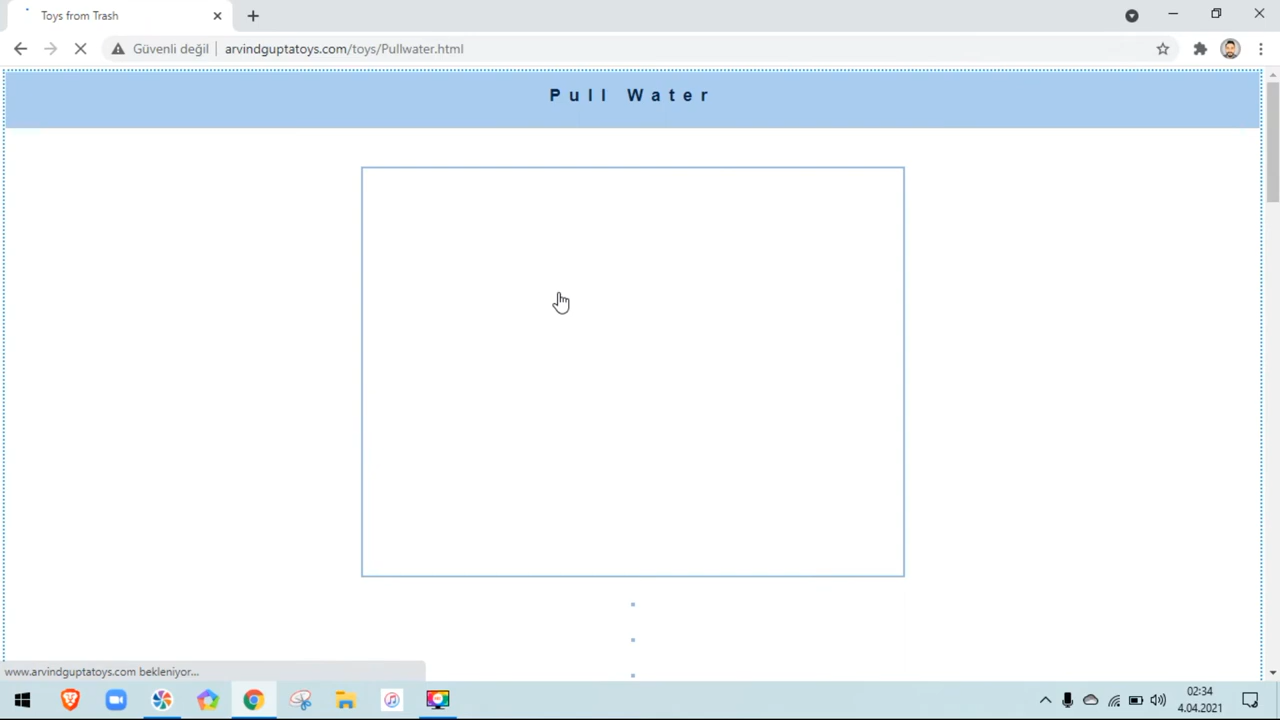 Toys from Trash
Güvenli değil
arvindguptatoys.com/toys/Pullwater.html
Pull Water
www.arvindguptatoys.com bekleniyor...
02:34
4.04.2021